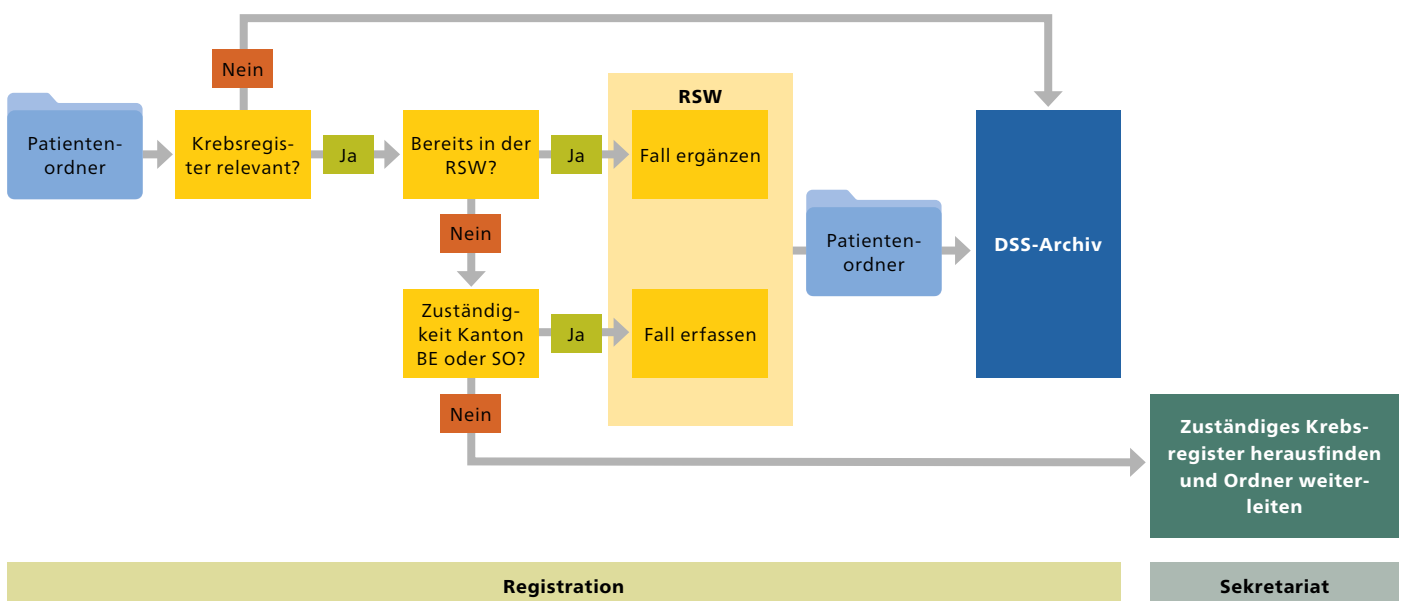 Nein
RSW
Patienten-
ordner
Krebsregis-
ter relevant?
Ja
Bereits in der
RSW?
Ja
Fall ergänzen
Nein
Patienten-
ordner
DSS-Archiv
Zuständig-
keit Kanton
BE oder SO?
Ja
Fall erfassen
Nein
Zuständiges Krebs-
register herausfinden
und Ordner weiter-
leiten
Registration
Sekretariat